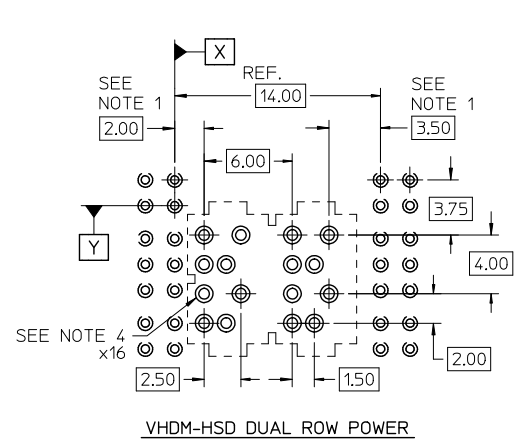 X
REF.
SEE
NOTE 1
14.00
SEE
NOTE 1
2.00
3.50
6.00
3.75
Y
4.00
SEE NOTE 4
x16
2.00
2.50
1.50
VHDM-HSD DUAL ROW POWER